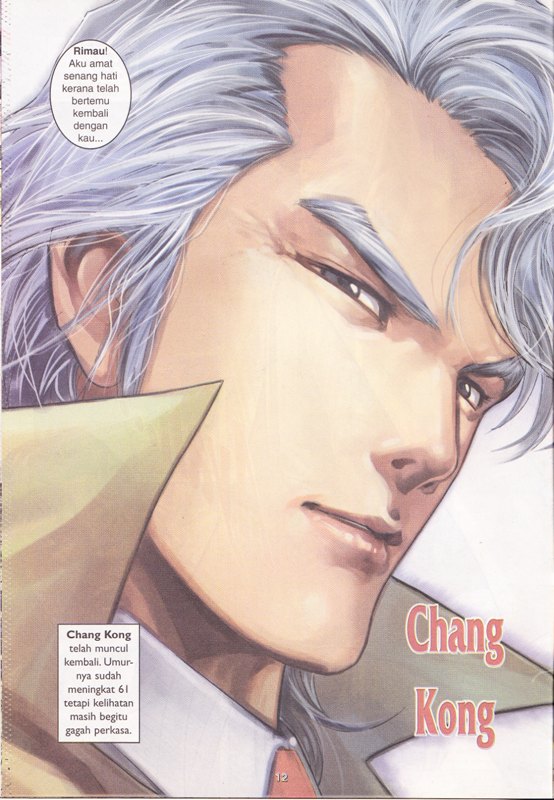 Rimau!
Aku amat
senang hati
kerana telah
bertemu
kembali
dengan
kau...
Chang Kong
telah muncul
kembali. Umur-
nya sudah
meningkat 61
tetapi kelihatan
masih begitu
gagah perkasa.
Chang
Kong
12